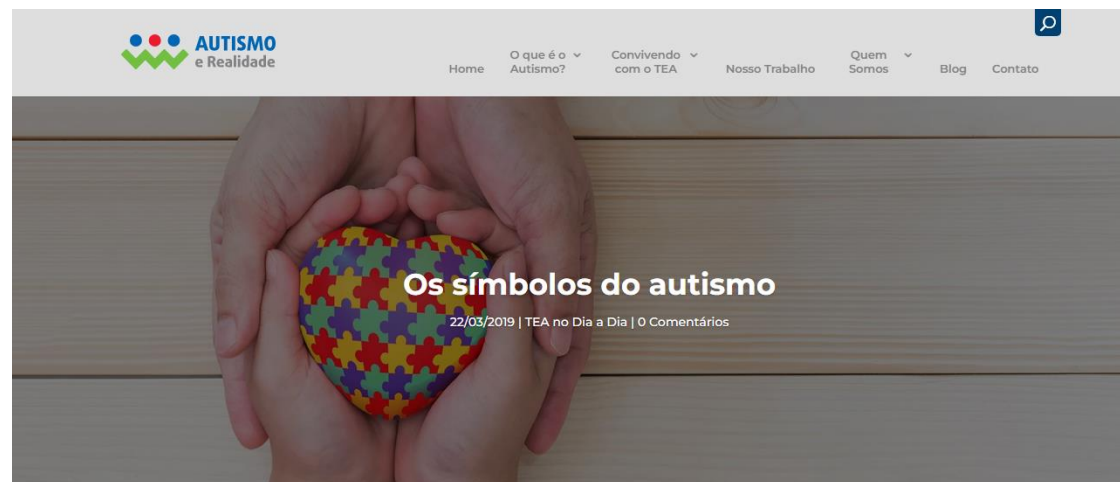 AUTISMO
e Realidade
Home
O que é o
Autismo?
Convivendo
com o TEA
Nosso Trabalho
Quem
Somos
Blog
Contato
Os símbolos do autismo
22/03/2019 | TEA no Dia a Dia | 0 Comentários